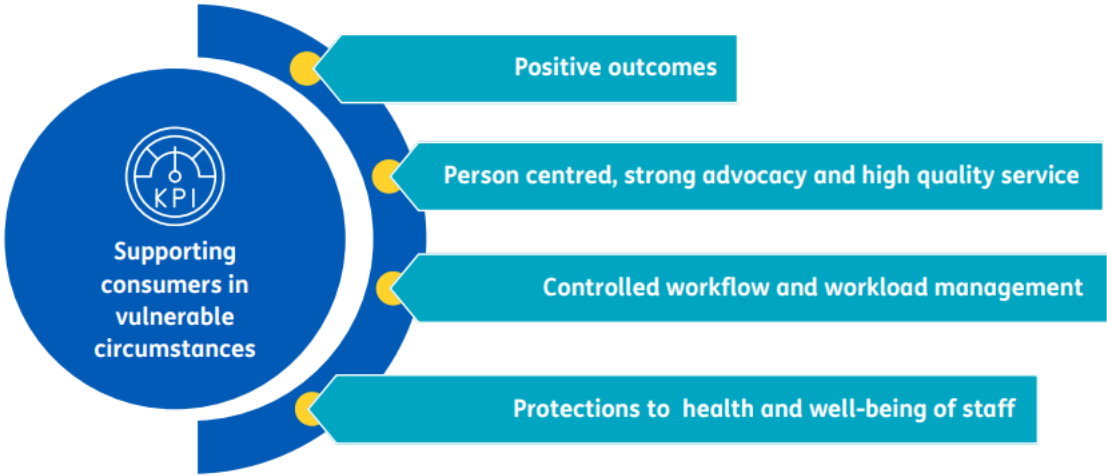 KPI
Supporting
consumers in
vulnerable
circumstances
Positive outcomes
Person centred, strong advocacy and high quality service
Controlled workflow and workload management
Protections to  health and well-being of staff